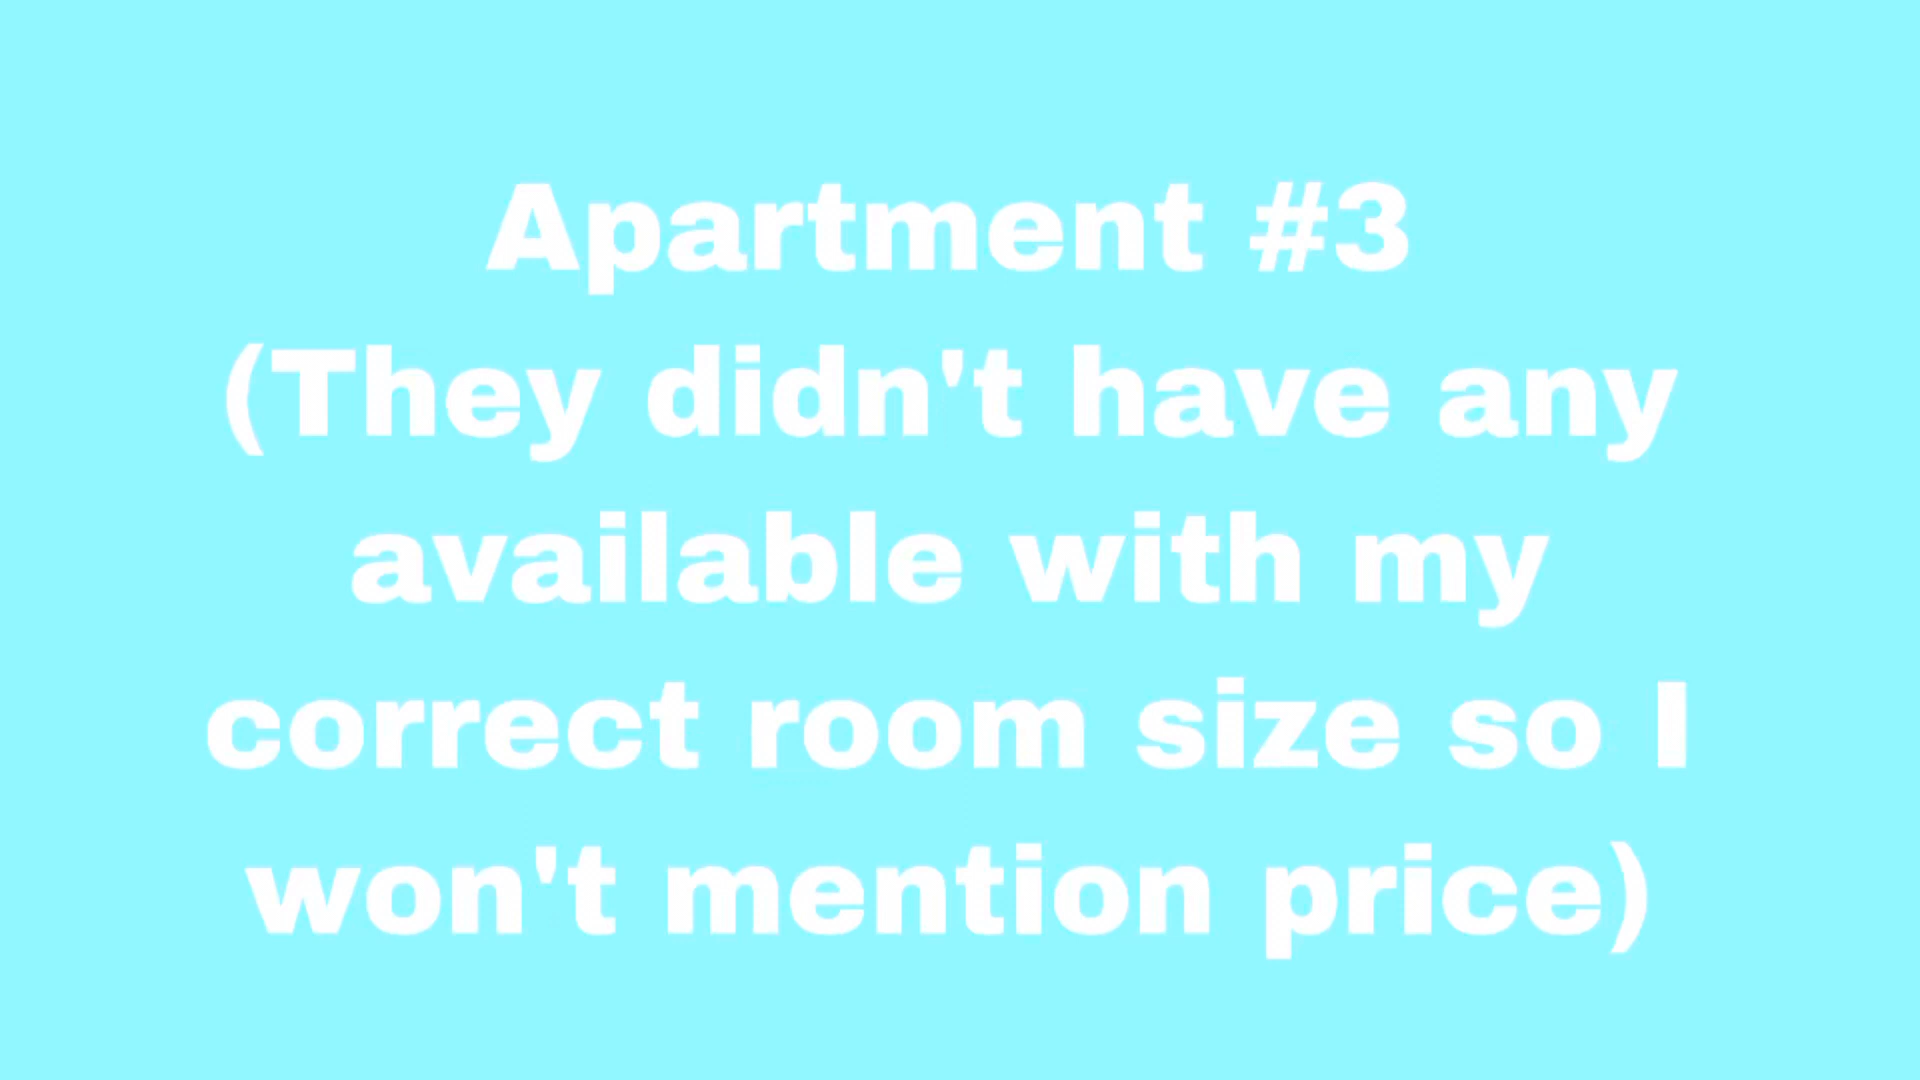 Apartment #3
(They didn't have any
available with my
correct room size so I
won't mention price)